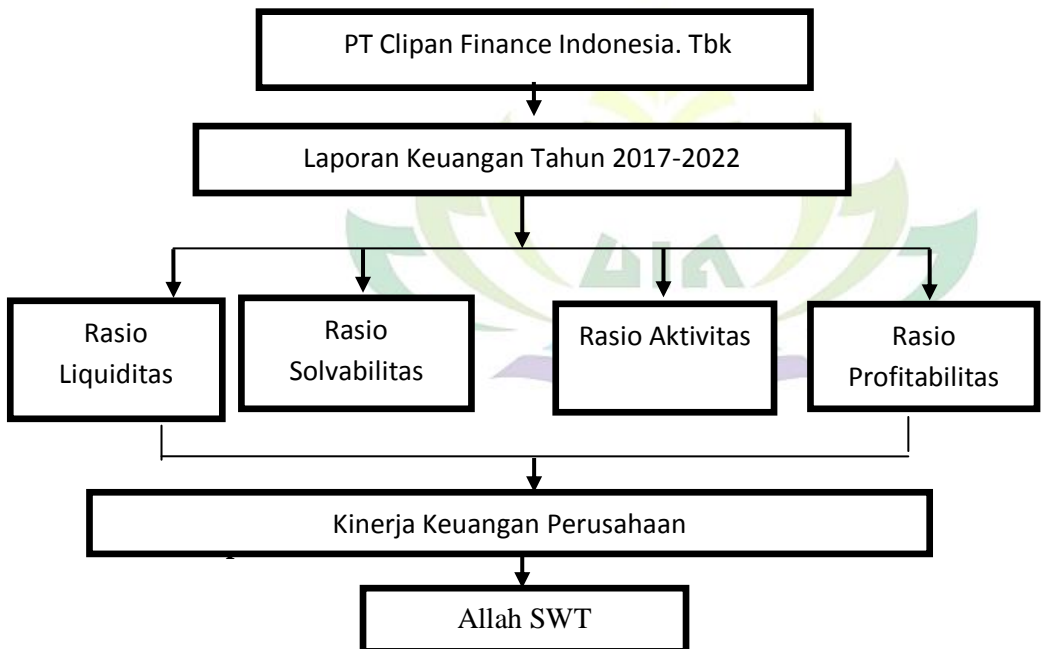 PT Clipan Finance Indonesia. Tbk
Laporan Keuangan Tahun 2017-2022
Rasio
Liquiditas
Rasio
Solvabilitas
Rasio Aktivitas
Rasio
Profitabilitas
Kinerja Keuangan Perusahaan
Allah SWT